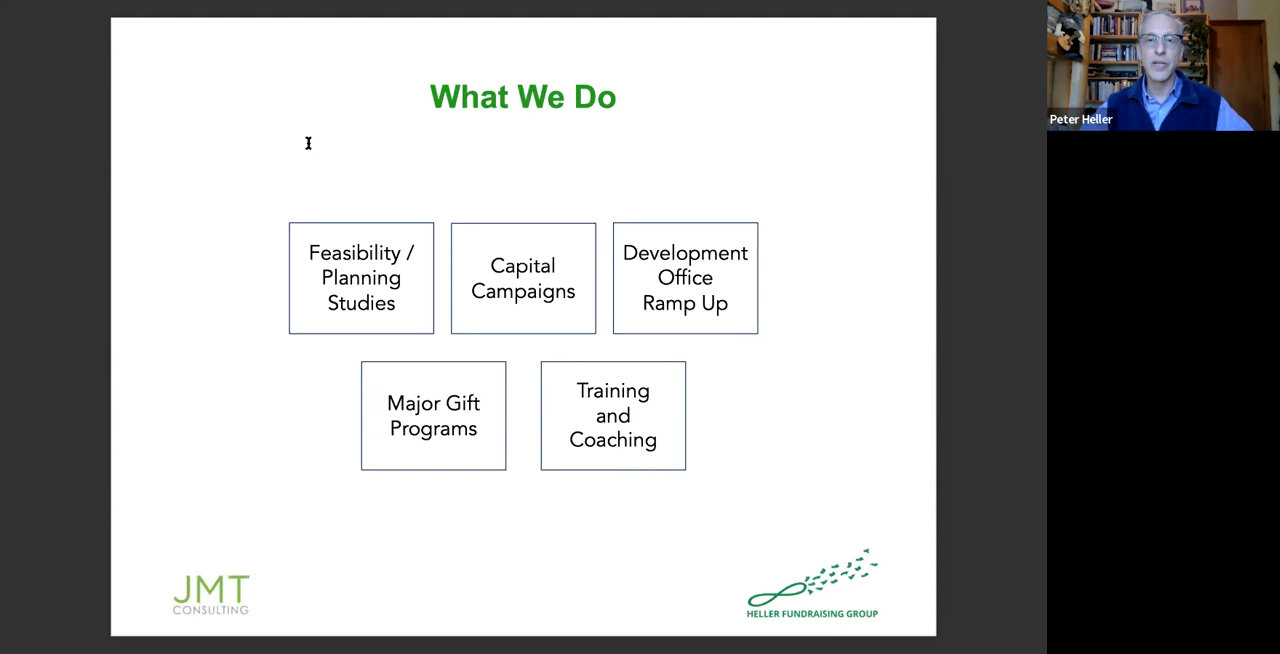 What We Do
Feasibility /
Planning
Studies
Capital
Campaigns
Development
Office
Ramp Up
Major Gift
Programs
Training
and
Coaching
JMT
CONSULTING
HELLER FUNDRAISING GROUP
Peter Heller